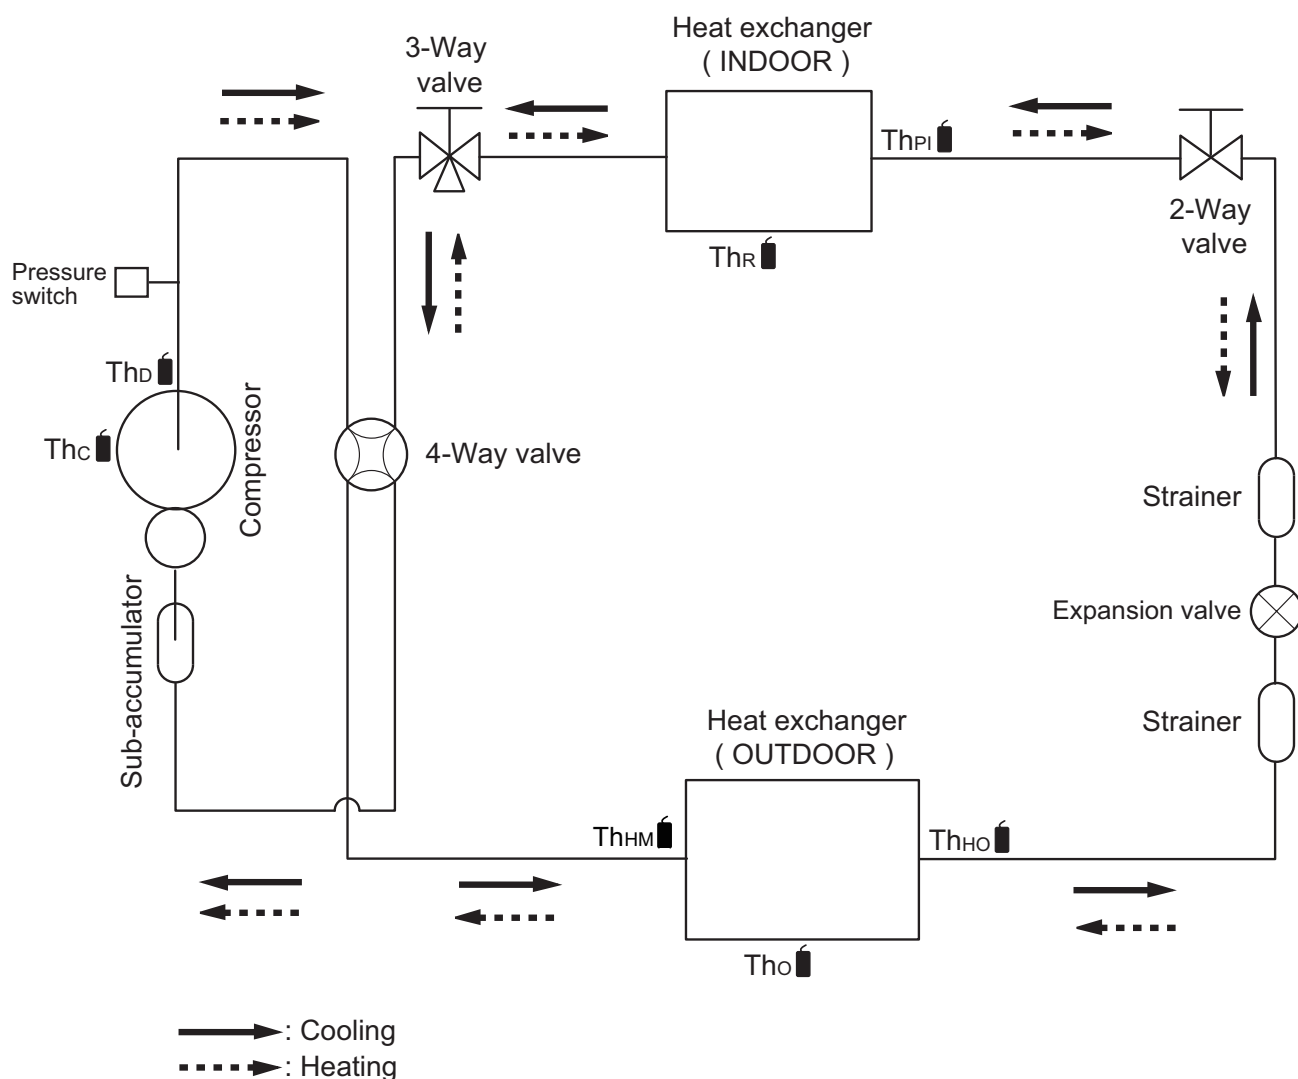 Heat exchanger
( INDOOR )
3-Way
valve
ThPI
2-Way
valve
ThR
Pressure
switch
ThD
ThC
Compressor
4-Way valve
Strainer
Expansion valve
Sub-accumulator
Strainer
Heat exchanger
( OUTDOOR )
ThHM
ThHO
ThO
: Cooling
: Heating